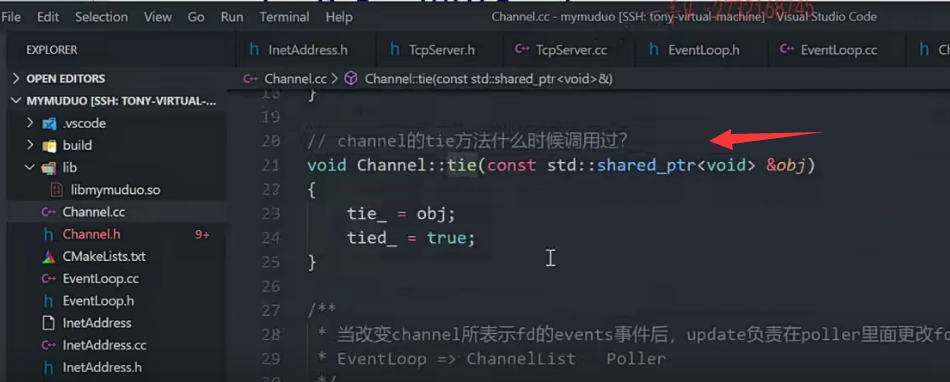 File Edit Selection View Go Run Terminal Help Channel.cc - mymuduo [SSH: tony-virtual-machine] Visual Studio Code
EXPLORER
InetAddress.h TcpServer.h TcpServer.cc EventLoop.h EventLoop.cc
OPEN EDITORS
Channel.cc > Channel::tie(const std::shared_ptr<void>&)
MYMUDUO [SSH: TONY-VIRTUAL-...
.vscode
build
lib
libmymuduo.so
Channel.cc
Channel.h 9+
CMakeLists.txt
EventLoop.cc
EventLoop.h
InetAddress
InetAddress.cc
InetAddress.h
18 }
19
20 // channel的tie方法什么时候调用过?
21 void Channel::tie(const std::shared_ptr<void> &obj)
22 {
23 tie_ = obj;
24 tied_ = true;
25 }
26
27 /**
28 * 当改变channel所表示fd的events事件后，update负责在poller里面更改fd
29 * EventLoop => ChannelList Poller
30 */